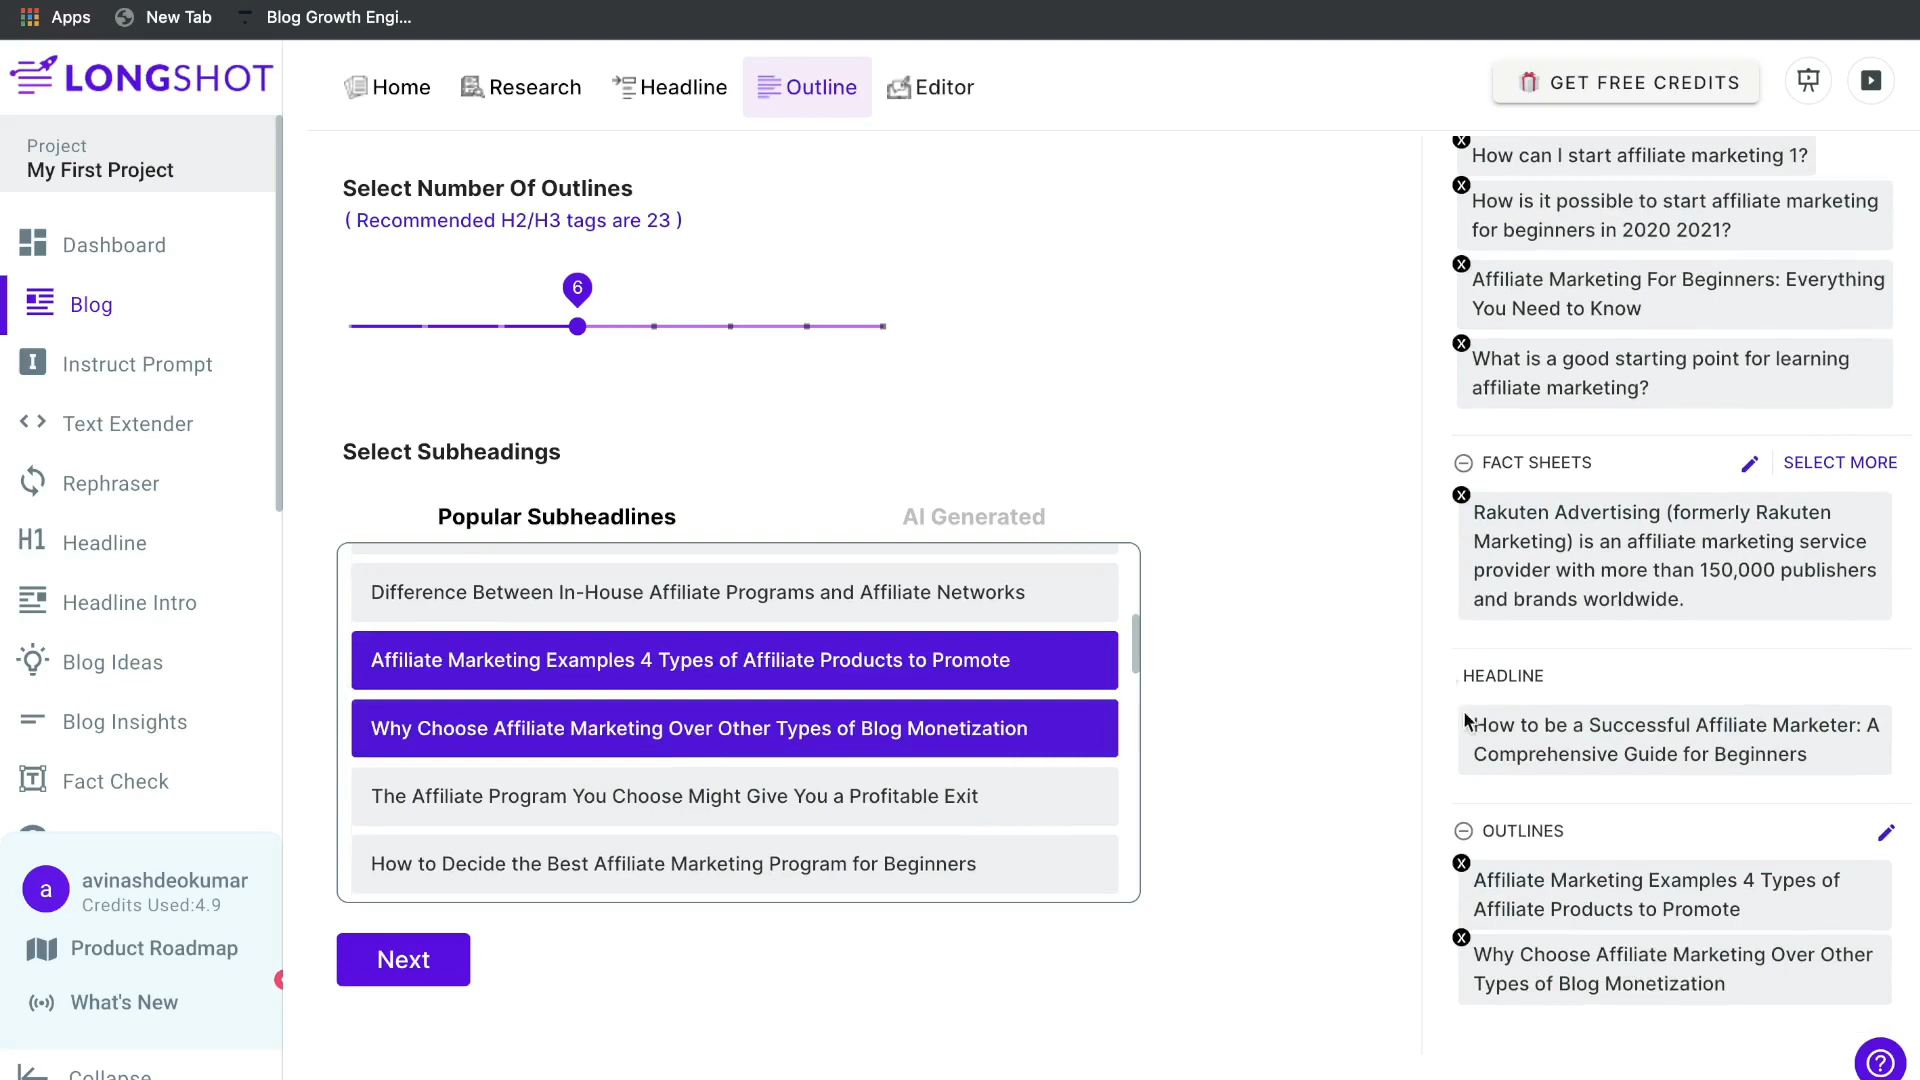 Apps
New Tab
Blog Growth Engi...
LONGSHOT
Home
Research
Headline
Outline
Editor
GET FREE CREDITS
Project
My First Project
Dashboard
Blog
Instruct Prompt
Text Extender
Rephraser
H1
Headline
Headline Intro
Blog Ideas
Blog Insights
Fact Check
a
avinashdeokumar
Credits Used:4.9
Product Roadmap
What's New
Collapse
Select Number Of Outlines
( Recommended H2/H3 tags are 23 )
6
Select Subheadings
Popular Subheadlines
AI Generated
Difference Between In-House Affiliate Programs and Affiliate Networks
Affiliate Marketing Examples 4 Types of Affiliate Products to Promote
Why Choose Affiliate Marketing Over Other Types of Blog Monetization
The Affiliate Program You Choose Might Give You a Profitable Exit
How to Decide the Best Affiliate Marketing Program for Beginners
Next
X
How can I start affiliate marketing 1?
X
How is it possible to start affiliate marketing
for beginners in 2020 2021?
X
Affiliate Marketing For Beginners: Everything
You Need to Know
X
What is a good starting point for learning
affiliate marketing?
FACT SHEETS
SELECT MORE
X
Rakuten Advertising (formerly Rakuten
Marketing) is an affiliate marketing service
provider with more than 150,000 publishers
and brands worldwide.
HEADLINE
How to be a Successful Affiliate Marketer: A
Comprehensive Guide for Beginners
OUTLINES
X
Affiliate Marketing Examples 4 Types of
Affiliate Products to Promote
X
Why Choose Affiliate Marketing Over Other
Types of Blog Monetization
?